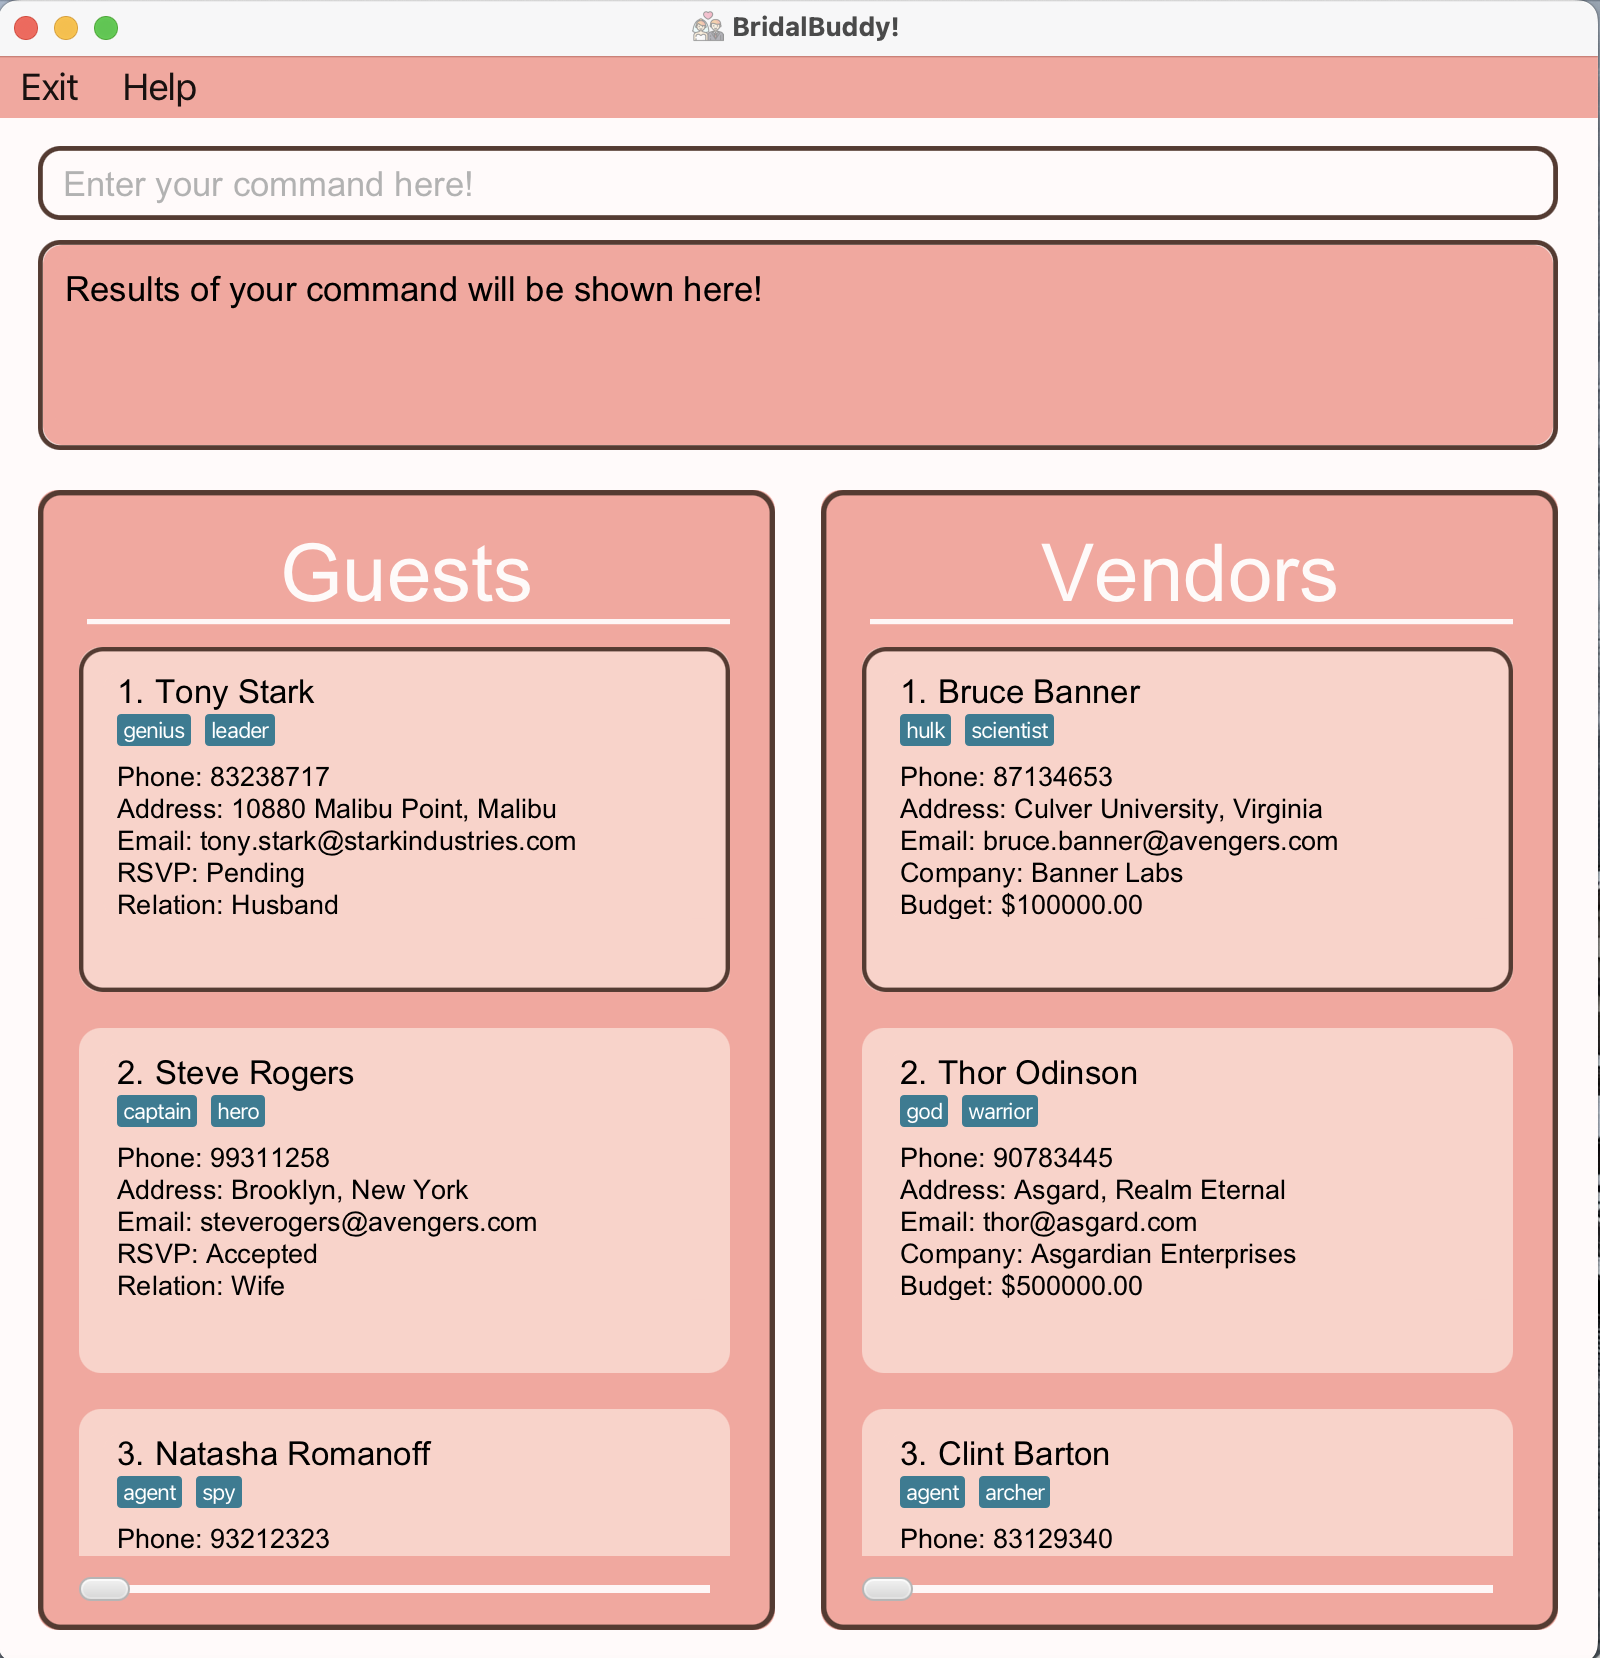 BridalBuddy!
Exit Help
Enter your command here!
Results of your command will be shown here!
Guests
1. Tony Stark
genius leader
Phone: 83238717
Address: 10880 Malibu Point, Malibu
Email: tony.stark@starkindustries.com
RSVP: Pending
Relation: Husband
2. Steve Rogers
captain hero
Phone: 99311258
Address: Brooklyn, New York
Email: steverogers@avengers.com
RSVP: Accepted
Relation: Wife
3. Natasha Romanoff
agent spy
Phone: 93212323
Vendors
1. Bruce Banner
hulk scientist
Phone: 87134653
Address: Culver University, Virginia
Email: bruce.banner@avengers.com
Company: Banner Labs
Budget: $100000.00
2. Thor Odinson
god warrior
Phone: 90783445
Address: Asgard, Realm Eternal
Email: thor@asgard.com
Company: Asgardian Enterprises
Budget: $500000.00
3. Clint Barton
agent archer
Phone: 83129340